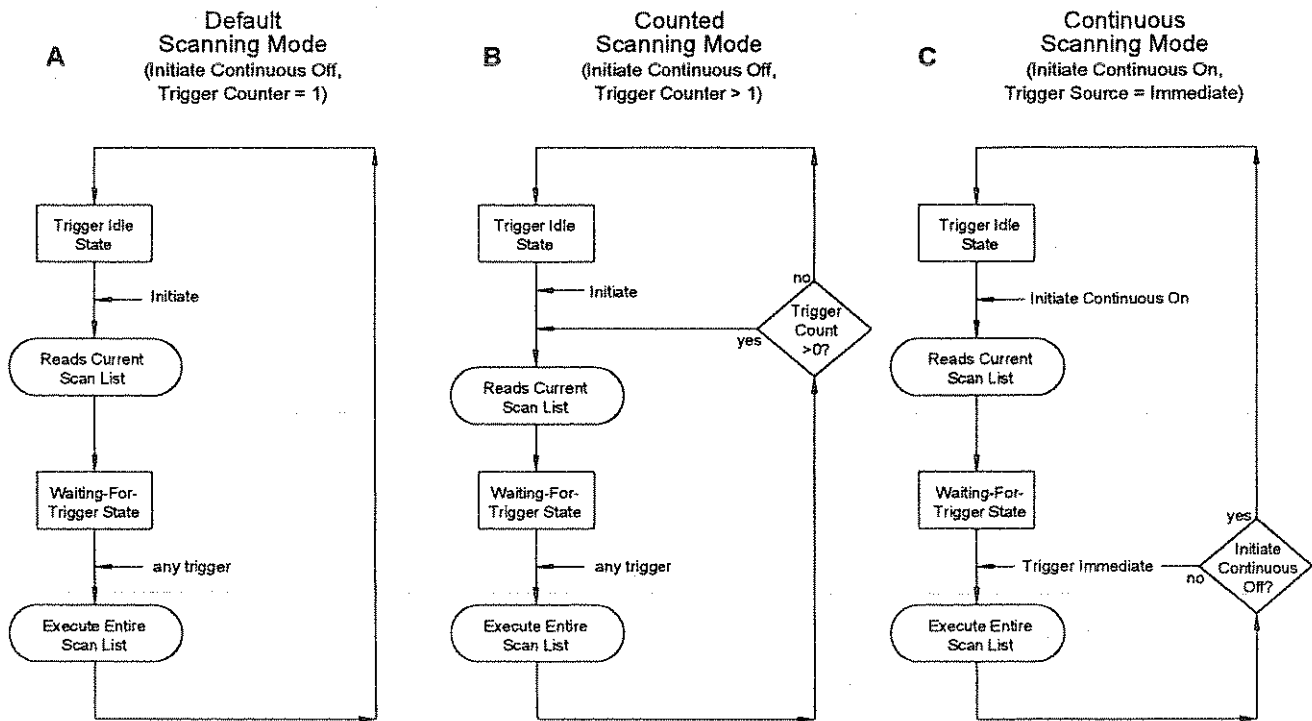 A
Default
Scanning Mode
(Initiate Continuous Off,
Trigger Counter = 1)
Trigger Idle
State
Initiate
Reads Current
Scan List
Waiting-For-
Trigger State
any trigger
Execute Entire
Scan List
B
Counted
Scanning Mode
(Initiate Continuous Off,
Trigger Counter > 1)
Trigger Idle
State
Initiate
no
Trigger
Count
>0?
yes
Reads Current
Scan List
Waiting-For-
Trigger State
any trigger
Execute Entire
Scan List
C
Continuous
Scanning Mode
(Initiate Continuous On,
Trigger Source = Immediate)
Trigger Idle
State
Initiate Continuous On
Reads Current
Scan List
Waiting-For-
Trigger State
yes
Initiate
Continuous
Off?
no
Trigger Immediate
Execute Entire
Scan List